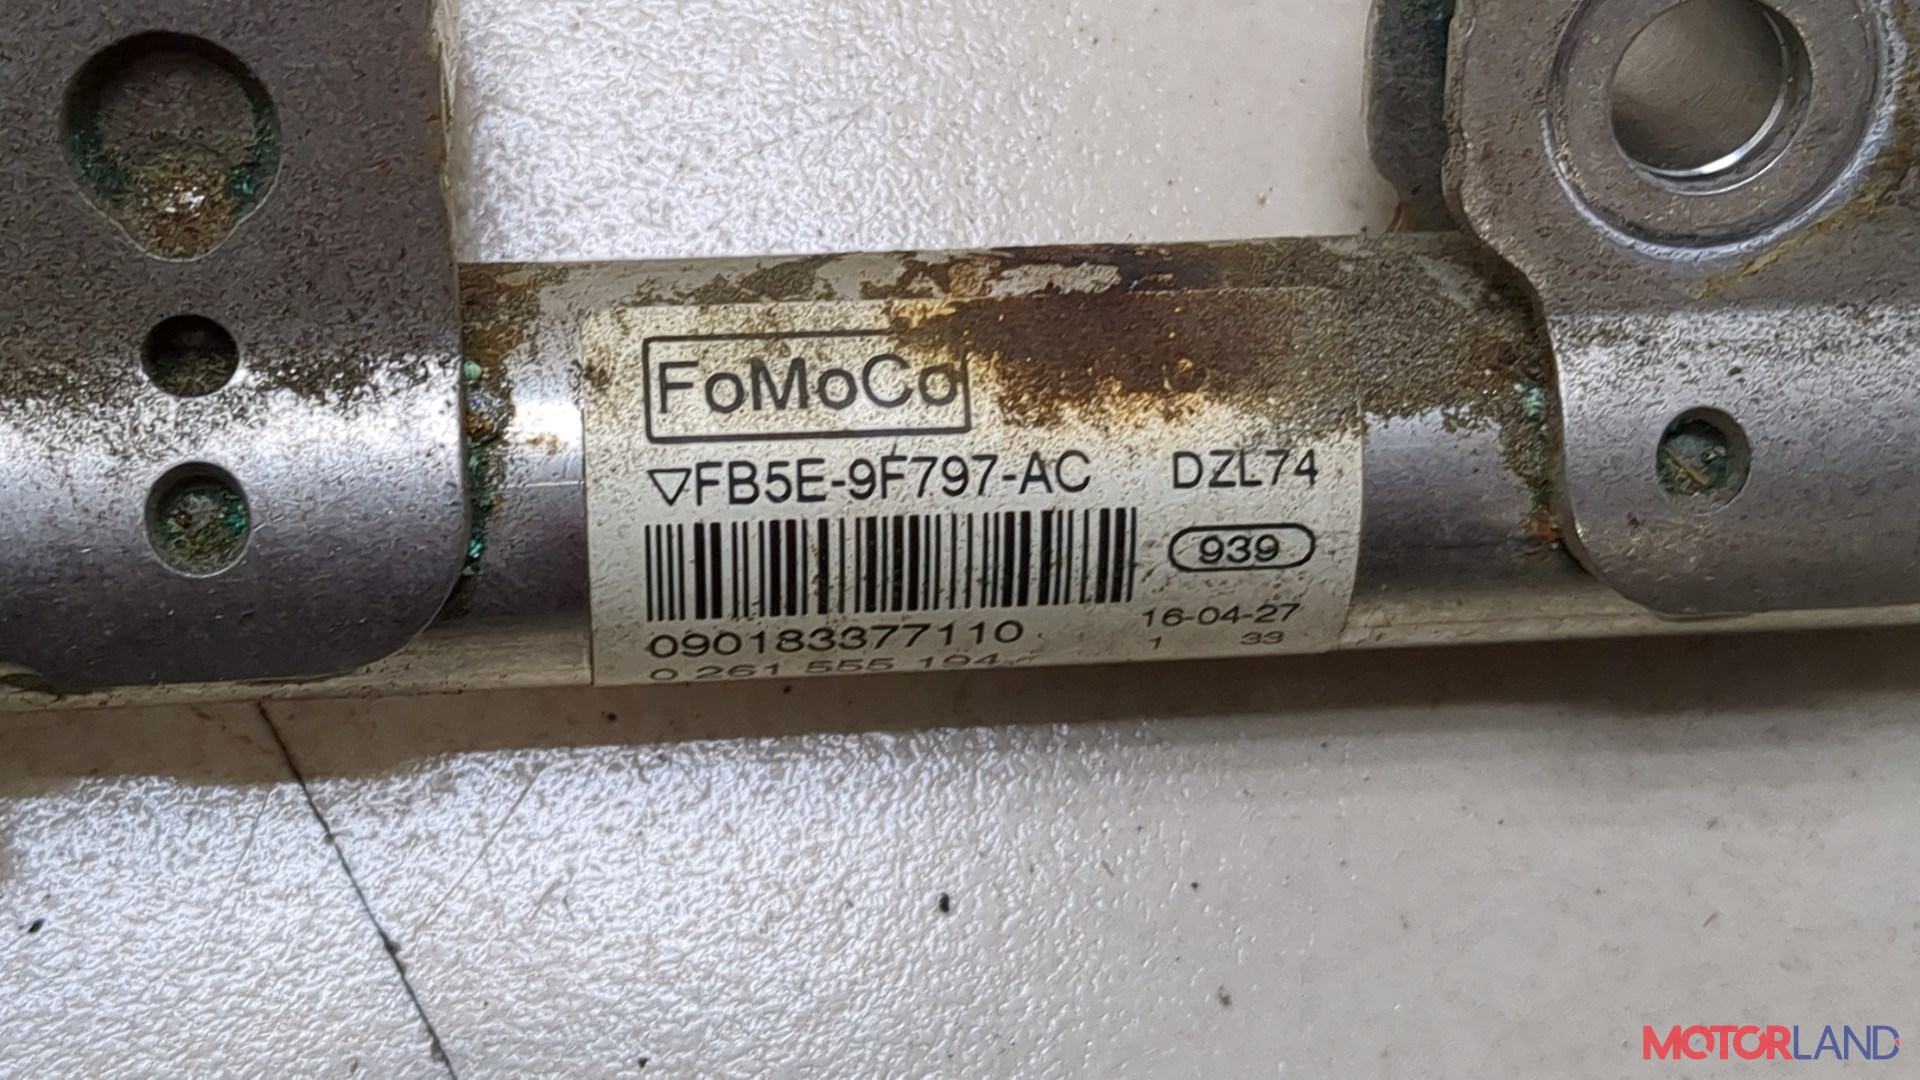 FoMoCo
▽FB5E-9F797-AC DZL74
939
090183377110 16-04-27
0 261 555 194 1 33
MOTORLAND